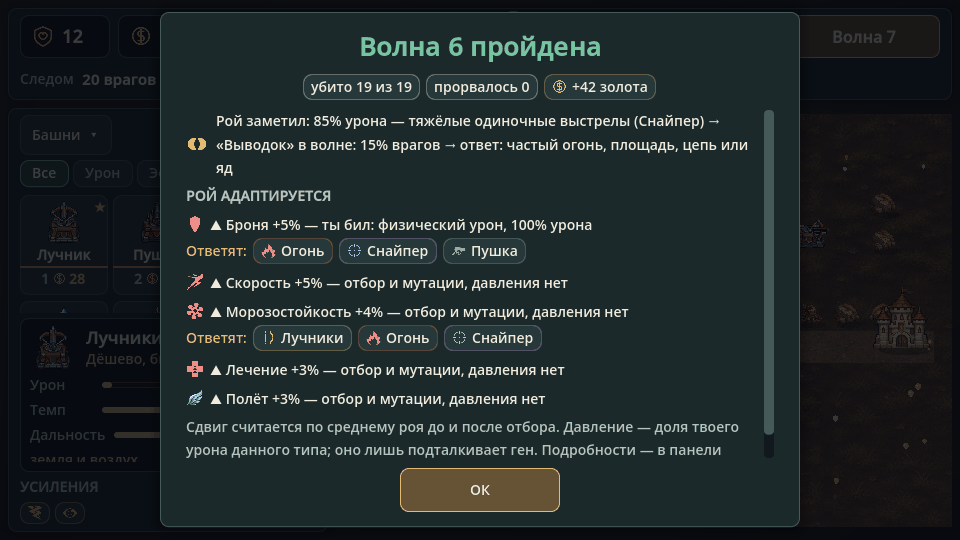 12
Волна 7
Следом 20 врагов
Башни
Все
Урон
Лучник
1
28
2
Лучники
Урон
Темп
Дальность
земля и воздух
УСИЛЕНИЯ
Волна 6 пройдена
убито 19 из 19
прорвалось 0
+42 золота
Рой заметил: 85% урона — тяжёлые одиночные выстрелы (Снайпер) →
«Выводок» в волне: 15% врагов → ответ: частый огонь, площадь, цепь или
яд
РОЙ АДАПТИРУЕТСЯ
▲ Броня +5% — ты бил: физический урон, 100% урона
Ответят: Огонь Снайпер Пушка
▲ Скорость +5% — отбор и мутации, давления нет
▲ Морозостойкость +4% — отбор и мутации, давления нет
Ответят: Лучники Огонь Снайпер
▲ Лечение +3% — отбор и мутации, давления нет
▲ Полёт +3% — отбор и мутации, давления нет
Сдвиг считается по среднему роя до и после отбора. Давление — доля твоего
урона данного типа; оно лишь подталкивает ген. Подробности — в панели
ОК